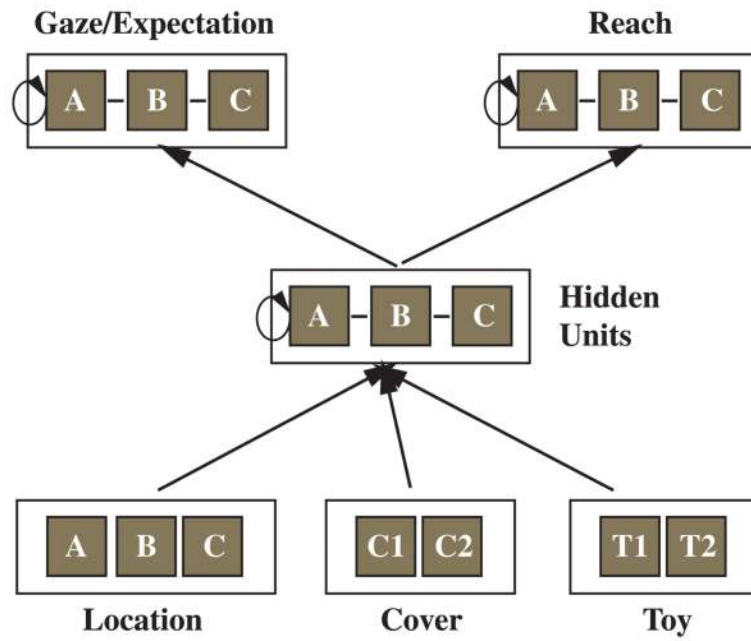 Gaze/Expectation
Reach
A B C
A B C
A B C
Hidden
Units
A B C
C1 C2
T1 T2
Location
Cover
Toy